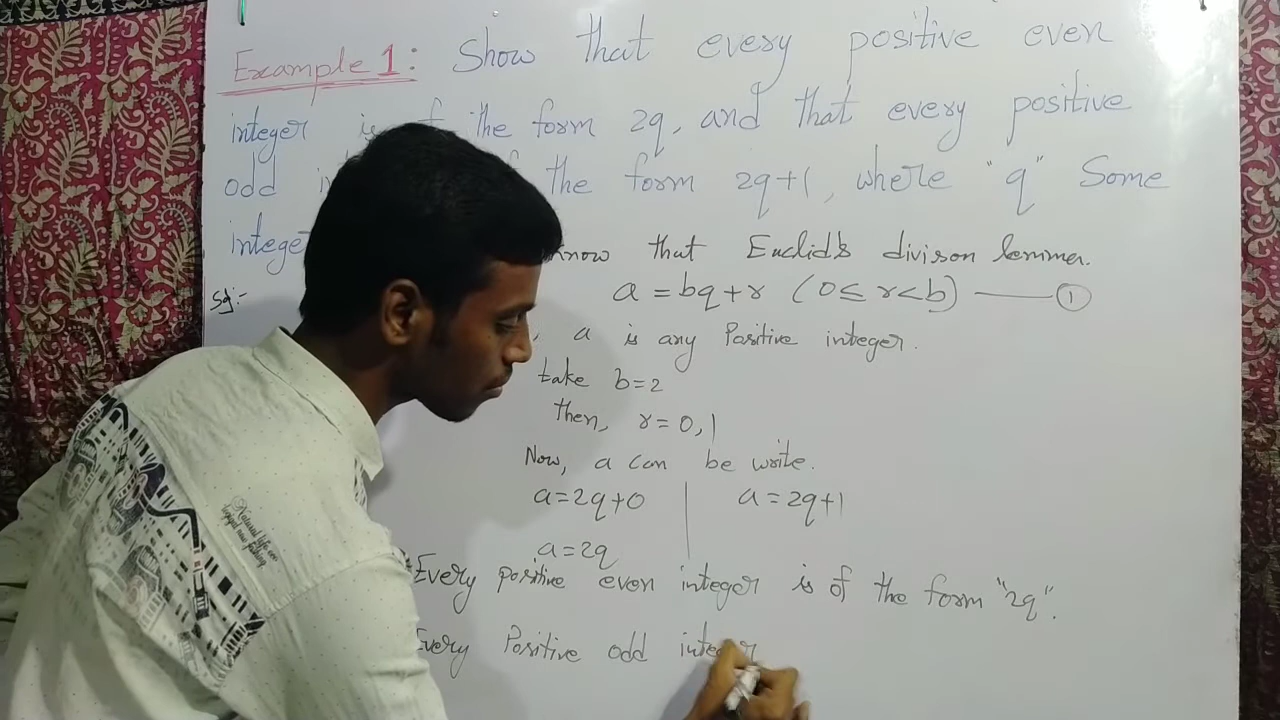 Example 1: Show that every positive even
integer is of the form 2q, and that every positive
odd the form 2q+1, where "q" Some
know that Euclid's divison lemma.
Sol:-
a = bq + r (0 ≤ r < b) —— ①
a is any Positive integer.
take b=2
then, r = 0, 1
Now, a can be write.
a = 2q + 0 | a = 2q + 1
a = 2q
Every positive even integer is of the form "2q".
Every Positive odd integer
Natural life